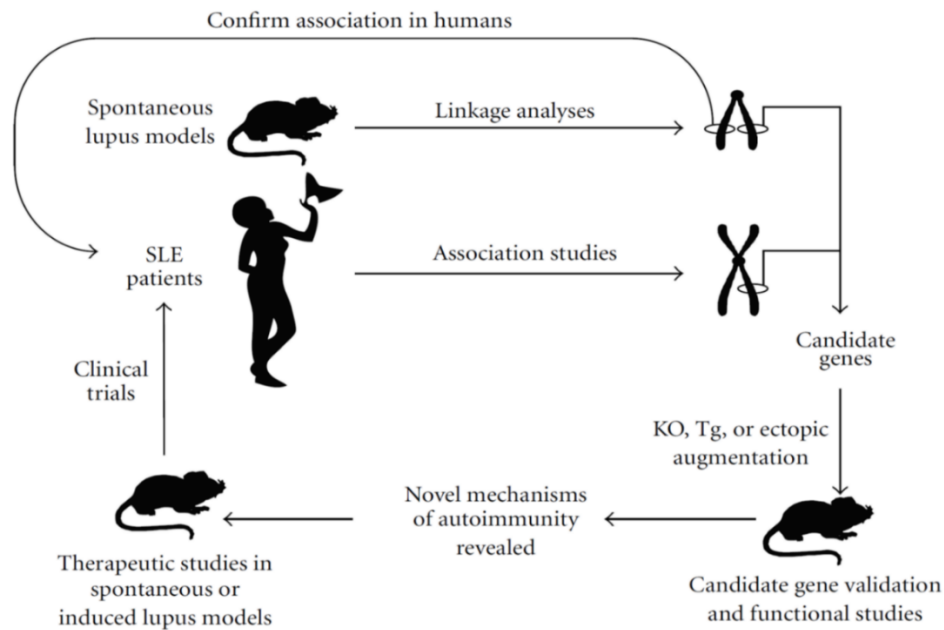 Confirm association in humans
Spontaneous
lupus models
Linkage analyses
SLE
patients
Association studies
Candidate
genes
Clinical
trials
KO, Tg, or ectopic
augmentation
Novel mechanisms
of autoimmunity
revealed
Therapeutic studies in
spontaneous or
induced lupus models
Candidate gene validation
and functional studies